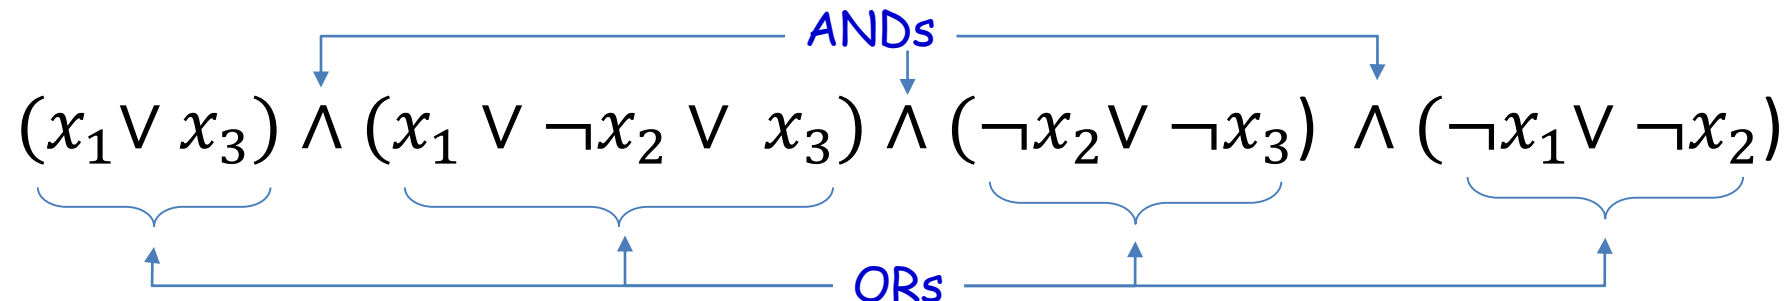 ANDs
(x₁∨ x₃) ∧ (x₁ ∨ ¬x₂ ∨ x₃) ∧ (¬x₂∨ ¬x₃) ∧ (¬x₁∨ ¬x₂)
ORs